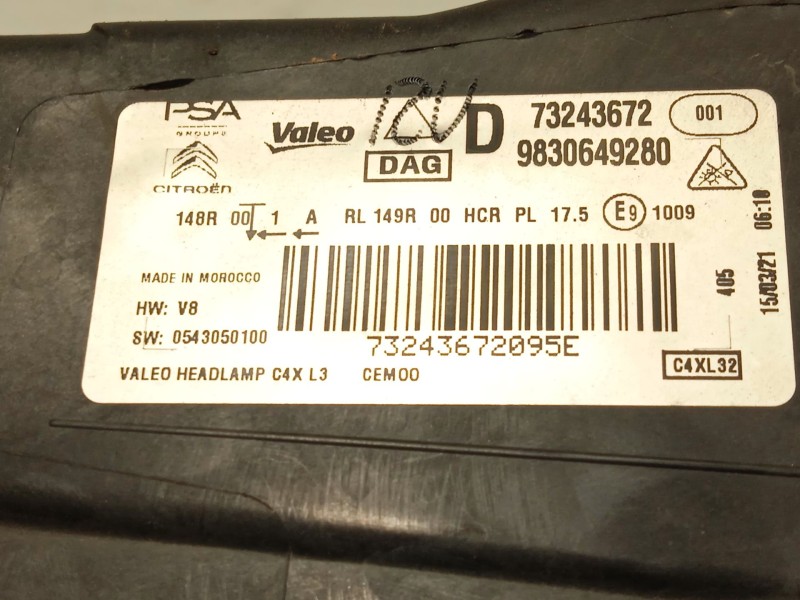 PSA
GROUPE
CITROËN
Valeo
DAG
D
73243672
9830649280
001
148R 00 1 A RL 149R 00 HCR PL 17.5 E9 1009
MADE IN MOROCCO
HW: V8
SW: 0543050100
73243672095E
VALEO HEADLAMP C4X L3 CEM00
405
15/03/21 06:10
C4XL32